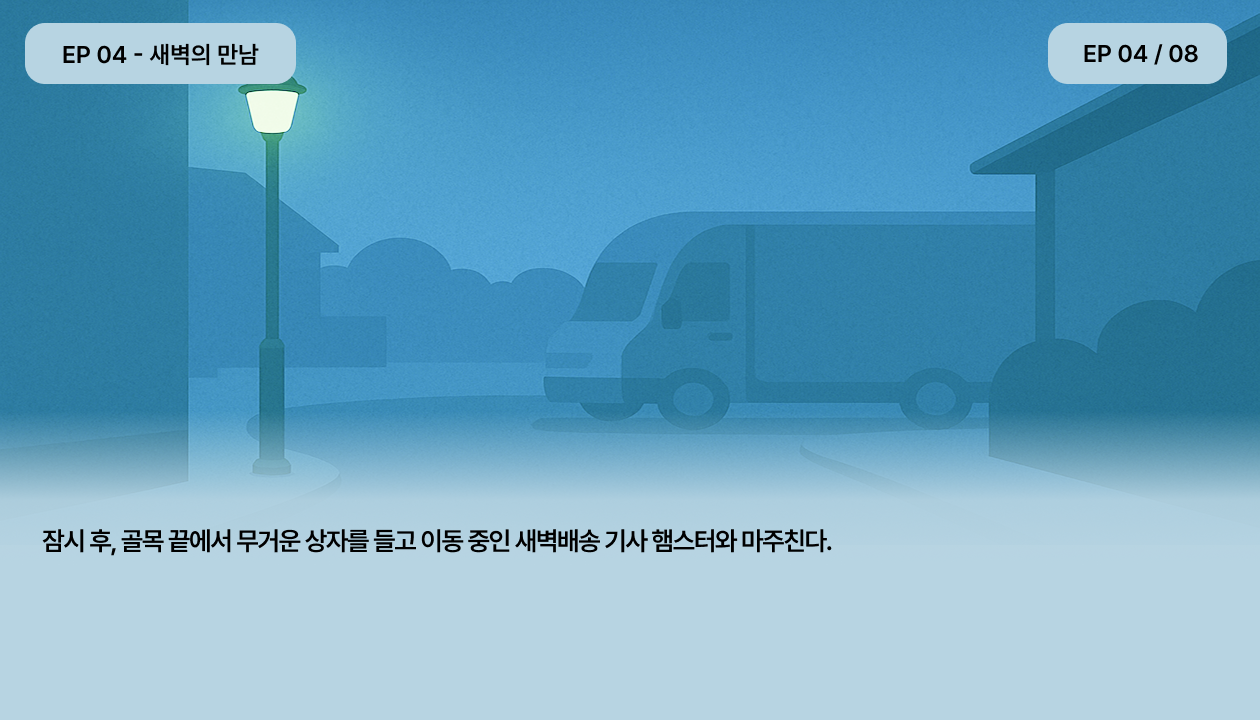 EP 04 - 새벽의 만남
EP 04 / 08
잠시 후, 골목 끝에서 무거운 상자를 들고 이동 중인 새벽배송 기사 햄스터와 마주친다.